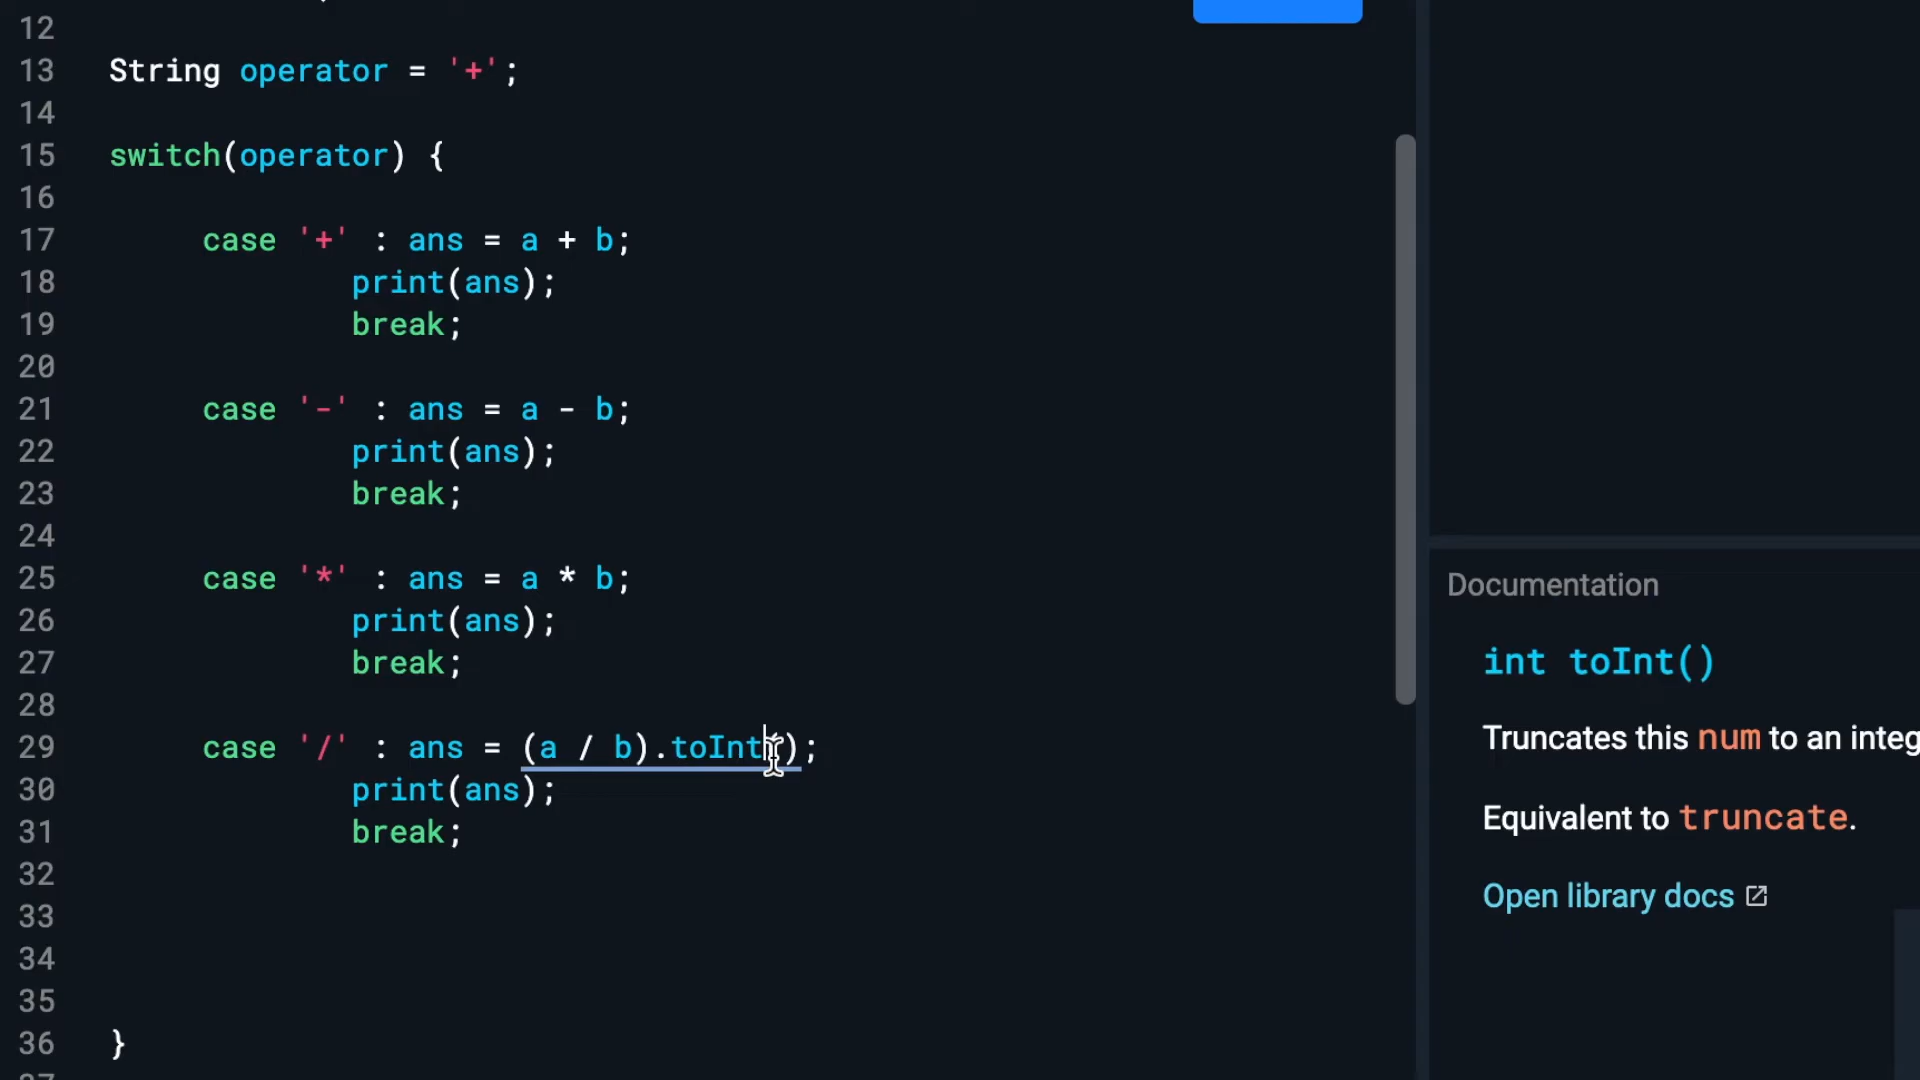 12
13 String operator = '+';
14
15 switch(operator) {
16
17 case '+' : ans = a + b;
18 print(ans);
19 break;
20
21 case '-' : ans = a - b;
22 print(ans);
23 break;
24
25 case '*' : ans = a * b;
26 print(ans);
27 break;
28
29 case '/' : ans = (a / b).toInt();
30 print(ans);
31 break;
32
33
34
35
36 }
Documentation
int toInt()
Truncates this num to an integ
Equivalent to truncate.
Open library docs